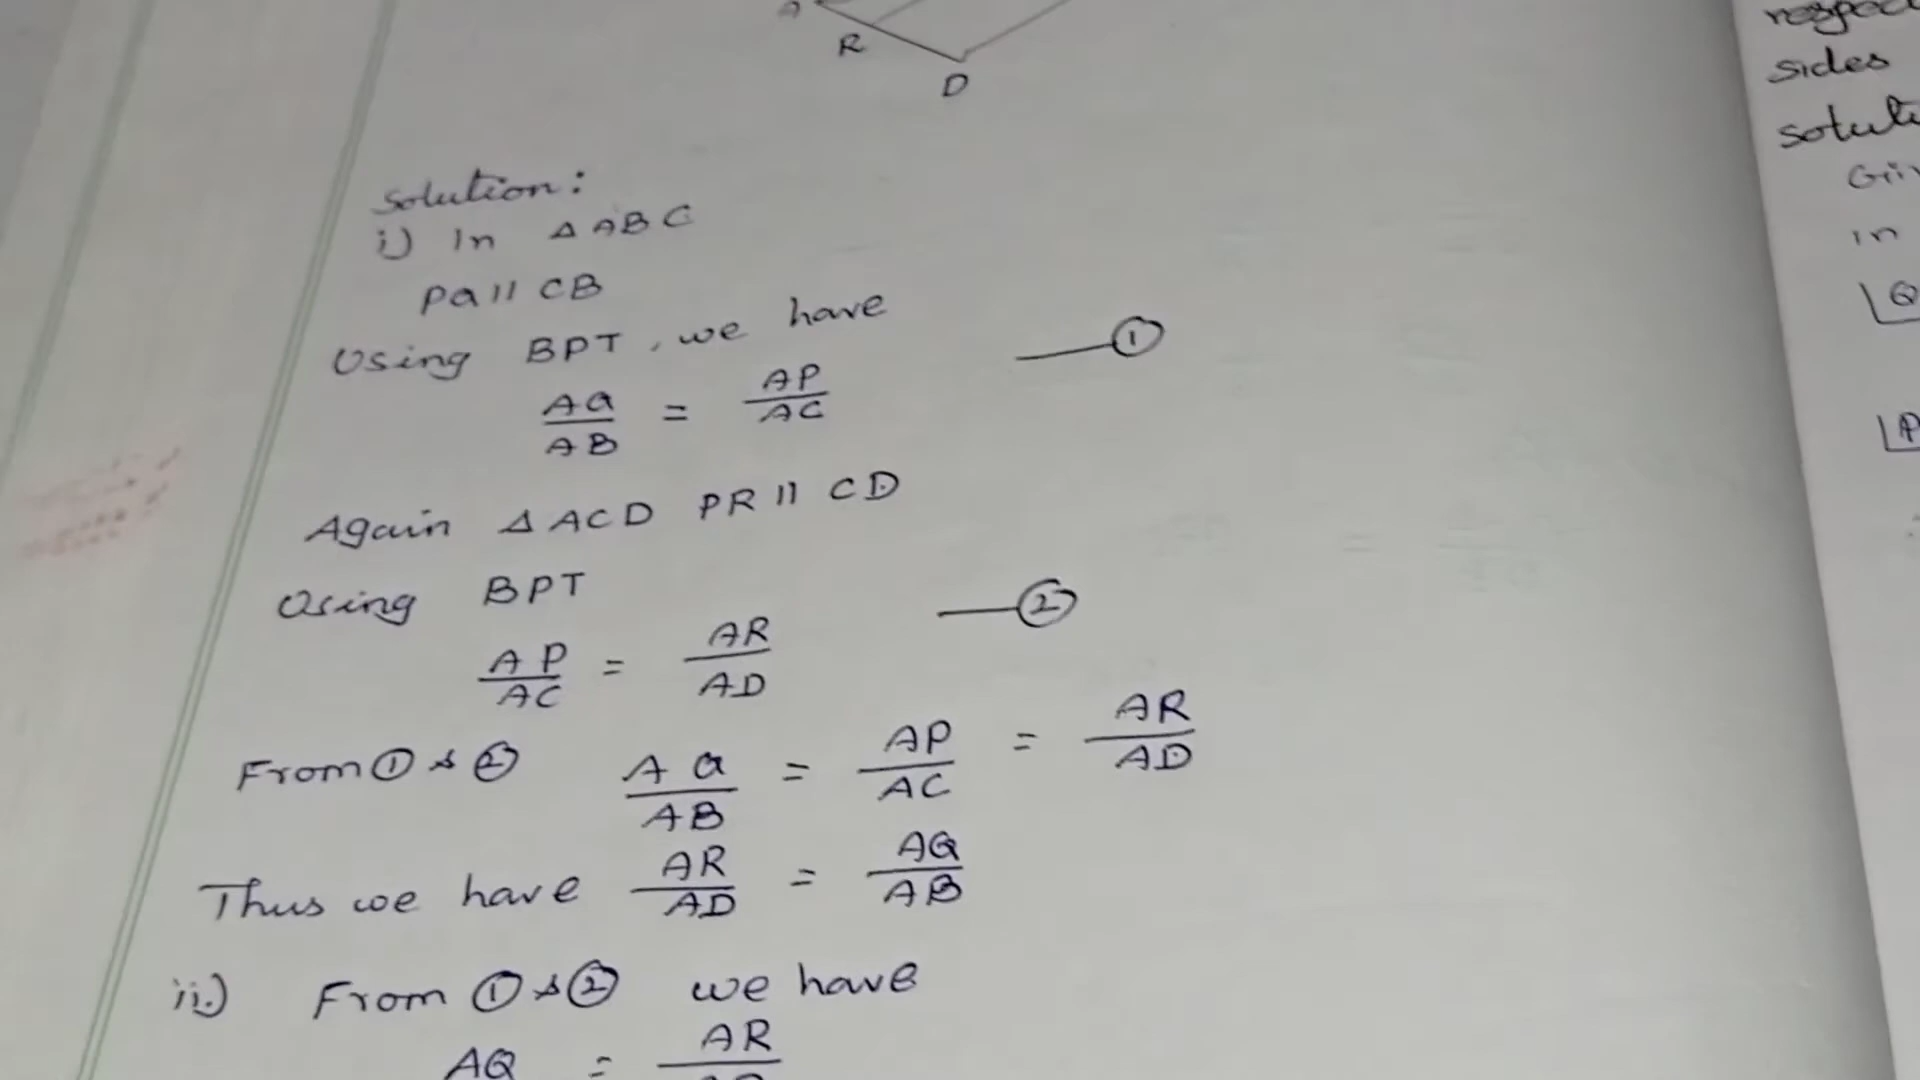 R
D
Solution:
i) In △ABC
PQ || CB
Using BPT, we have
AQ/AB = AP/AC —①
Again △ACD PR || CD
Using BPT
AP/AC = AR/AD —②
From ① & ② AQ/AB = AP/AC = AR/AD
Thus we have AR/AD = AQ/AB
ii.) From ① & ② we have
AQ = AR
sides
in